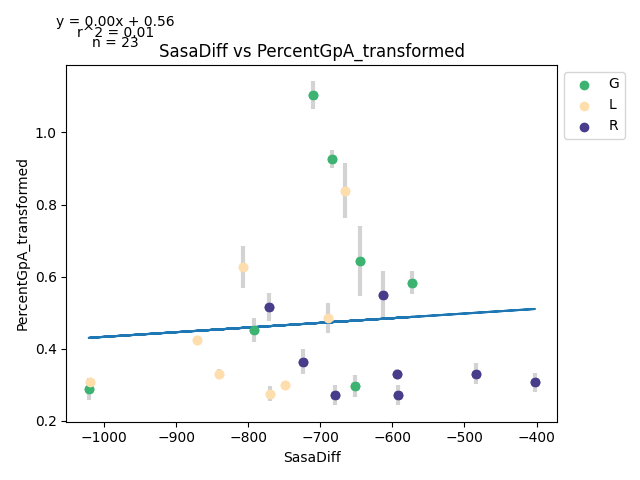 y = 0.00x + 0.56
r^2 = 0.01
n = 23
SasaDiff vs PercentGpA_transformed
G
L
R
PercentGpA_transformed
1.0
0.8
0.6
0.4
0.2
−1000
−900
−800
−700
−600
−500
−400
SasaDiff